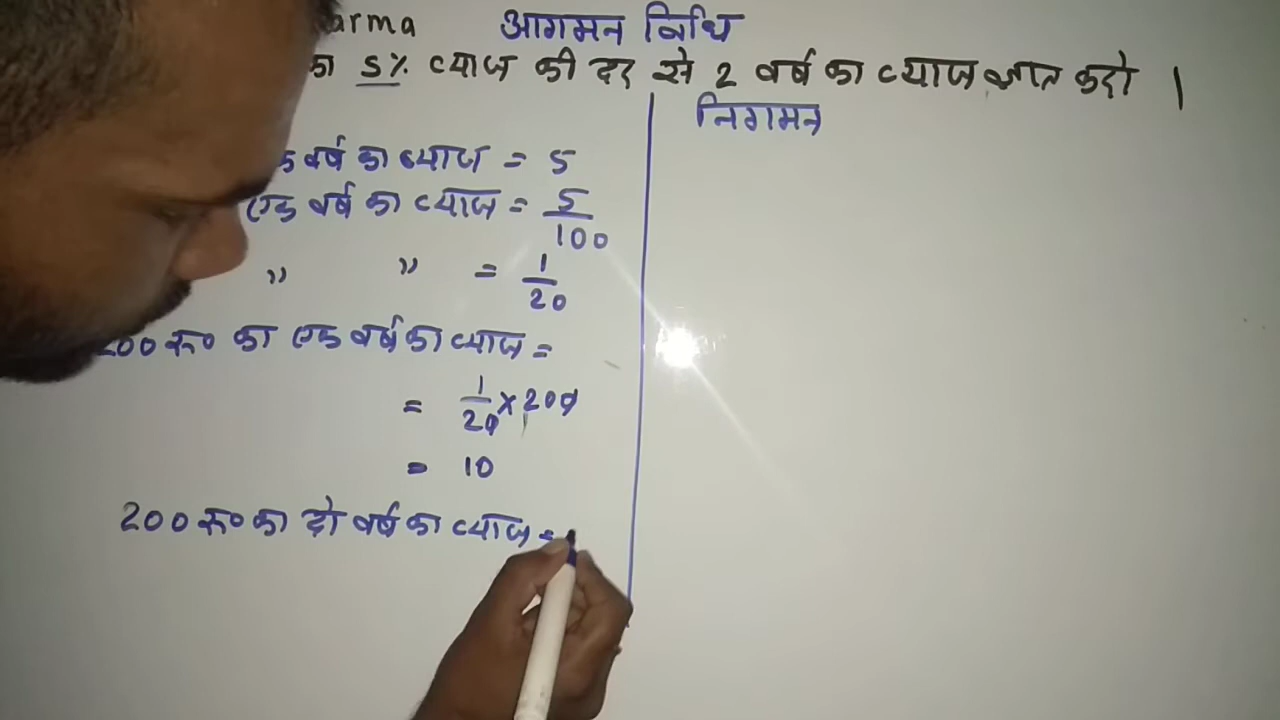 arma आगमन विधि
का 5% ब्याज की दर से 2 वर्ष का ब्याज ज्ञात करो ।
निगमन
वर्ष का ब्याज = 5
एक वर्ष का ब्याज = 5/100
" " = 1/20
200 रु० का एक वर्ष का ब्याज =
= 1/20 × 200
= 10
200 रु० का दो वर्ष का ब्याज =